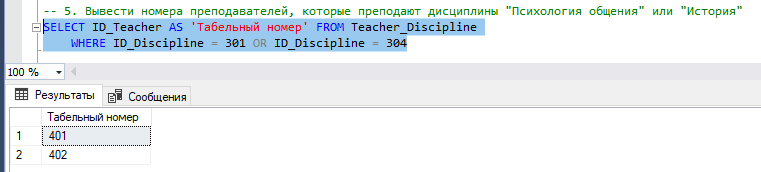 -- 5. Вывести номера преподавателей, которые преподают дисциплины "Психология общения" или "История"
SELECT ID_Teacher AS 'Табельный номер' FROM Teacher_Discipline
WHERE ID_Discipline = 301 OR ID_Discipline = 304
100 %
Результаты Сообщения
Табельный номер
1 401
2 402